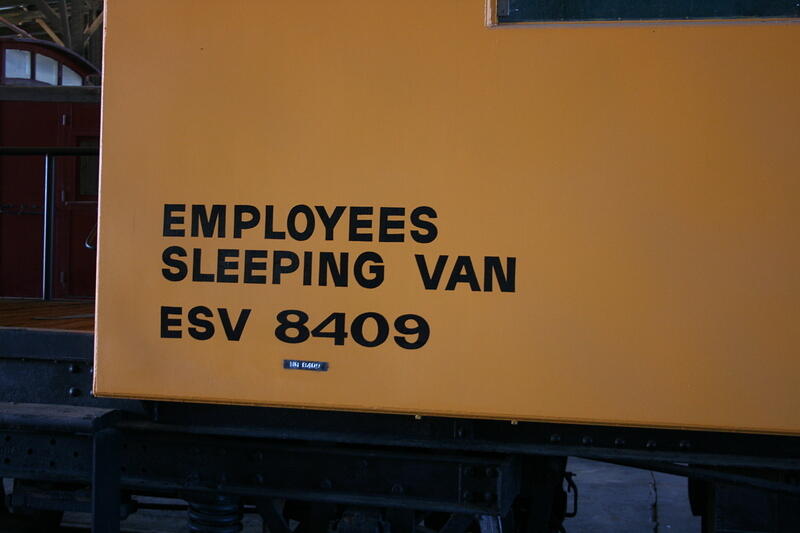 EMPLOYEES
SLEEPING VAN
ESV 8409